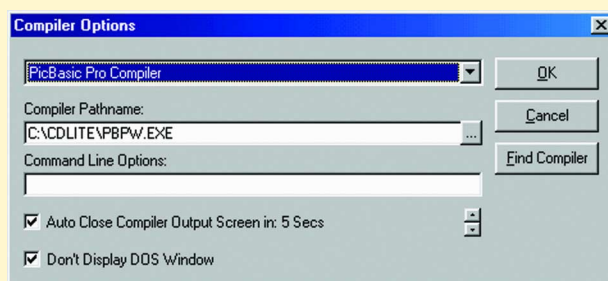 Compiler Options
PicBasic Pro Compiler
OK
Compiler Pathname:
C:\CDLITE\PBPW.EXE
...
Cancel
Command Line Options:
Find Compiler
Auto Close Compiler Output Screen in: 5 Secs
Don't Display DOS Window